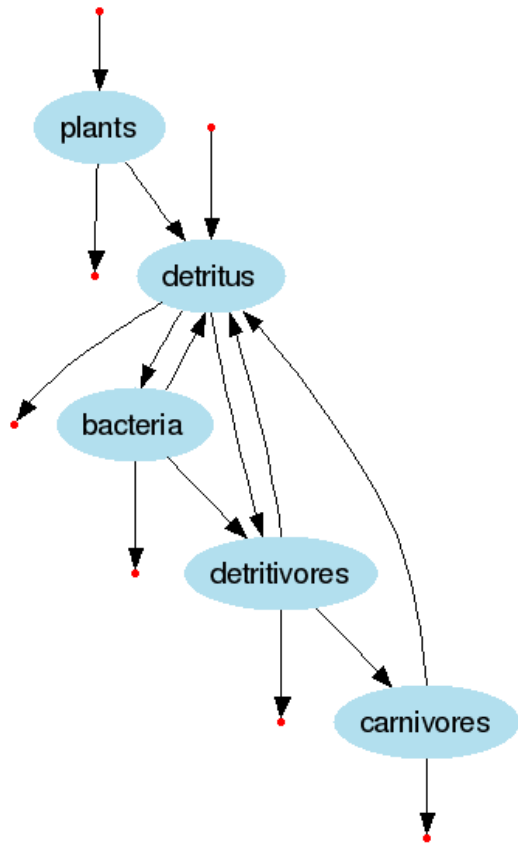 plants
detritus
bacteria
detritivores
carnivores